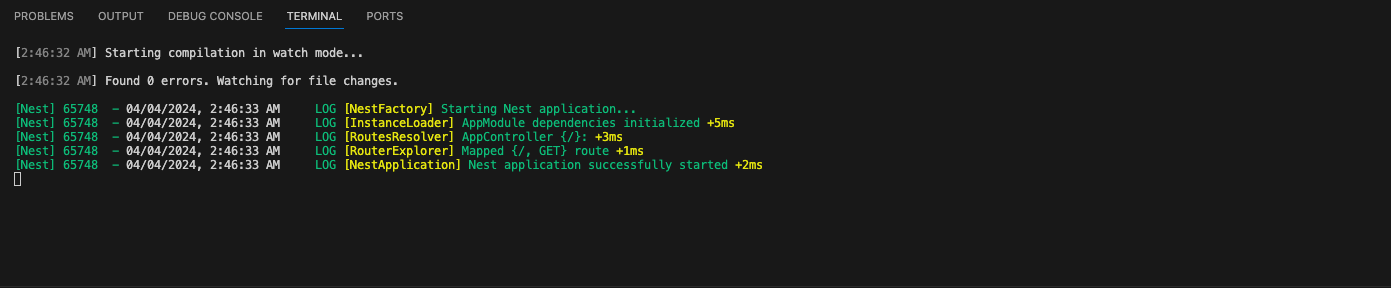 PROBLEMS OUTPUT DEBUG CONSOLE TERMINAL PORTS
[2:46:32 AM] Starting compilation in watch mode...
[2:46:32 AM] Found 0 errors. Watching for file changes.
[Nest] 65748  - 04/04/2024, 2:46:33 AM     LOG [NestFactory] Starting Nest application...
[Nest] 65748  - 04/04/2024, 2:46:33 AM     LOG [InstanceLoader] AppModule dependencies initialized +5ms
[Nest] 65748  - 04/04/2024, 2:46:33 AM     LOG [RoutesResolver] AppController {/}: +3ms
[Nest] 65748  - 04/04/2024, 2:46:33 AM     LOG [RouterExplorer] Mapped {/, GET} route +1ms
[Nest] 65748  - 04/04/2024, 2:46:33 AM     LOG [NestApplication] Nest application successfully started +2ms